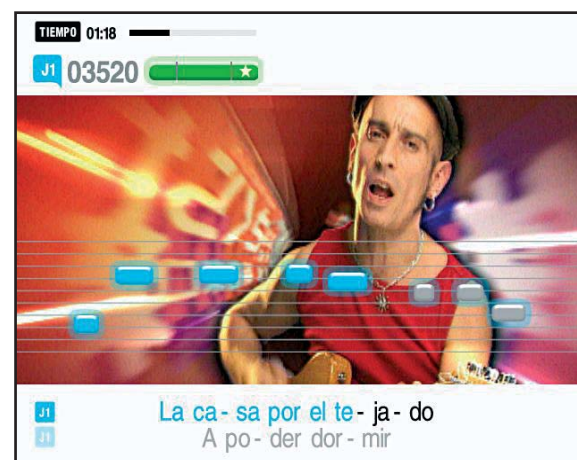 TIEMPO 01:18
J1 03520
J1 La ca - sa por el te - ja - do
J1 A po - der dor - mir